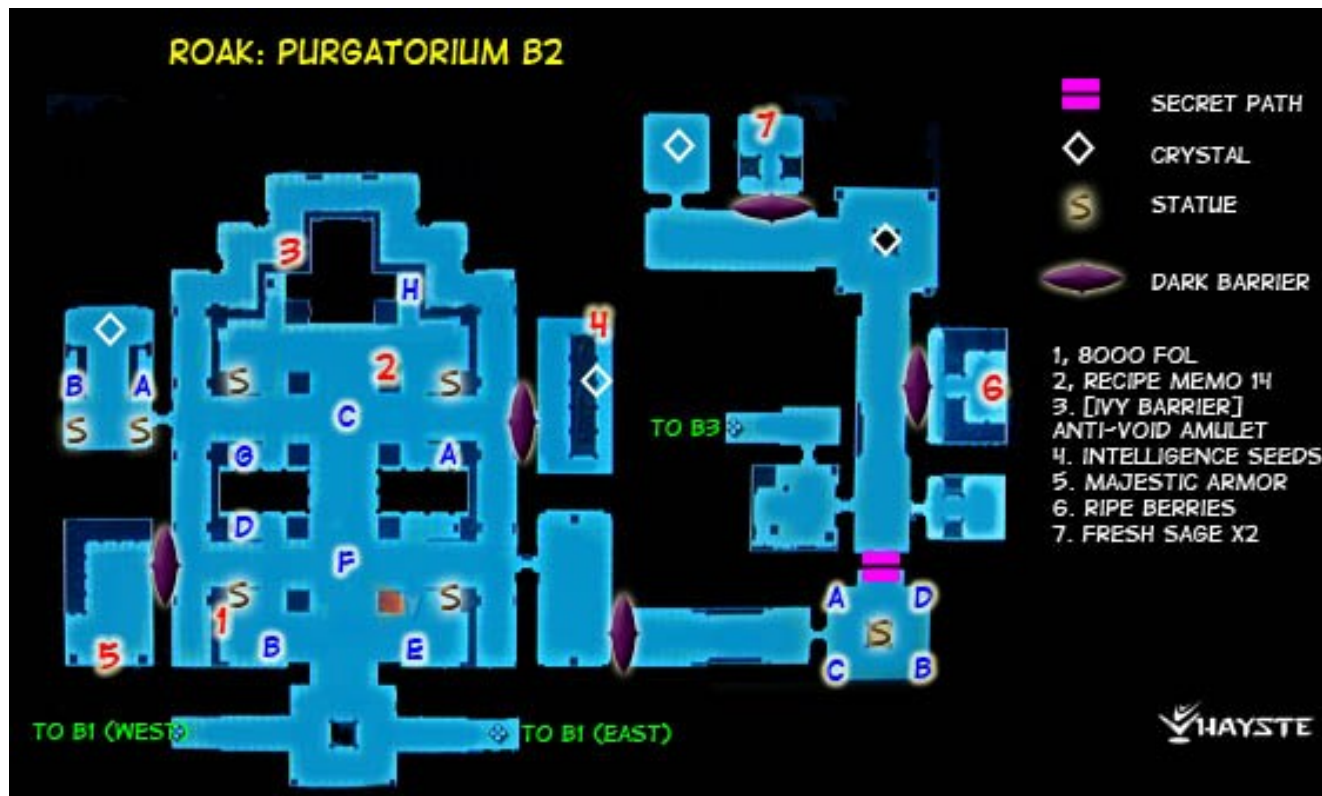 ROAK: PURGATORIUM B2
SECRET PATH
CRYSTAL
S STATUE
DARK BARRIER
1, 8000 FOL
2, RECIPE MEMO 14
3. [IVY BARRIER]
ANTI-VOID AMULET
4. INTELLIGENCE SEEDS
5. MAJESTIC ARMOR
6. RIPE BERRIES
7. FRESH SAGE X2
7
3
H
4
B A
S S
2
S S
6
C
TO B3
G A
D
F
S S
1
B E
5
A D
S
C B
TO B1 (WEST)
TO B1 (EAST)
HAYSTE